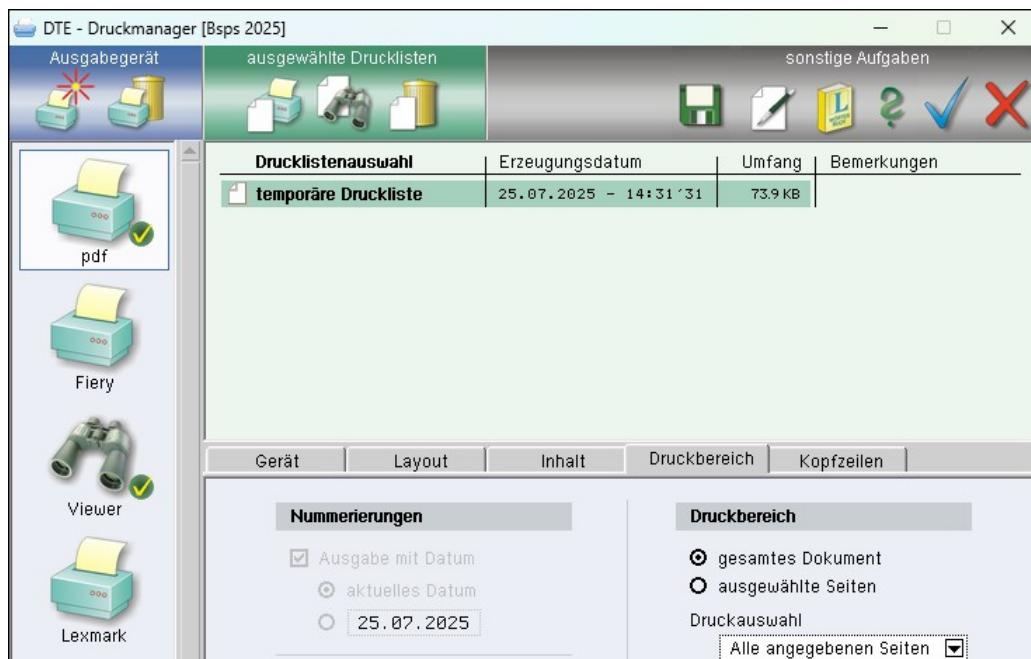 DTE - Druckmanager [Bsps 2025]
Ausgabegerät
ausgewählte Drucklisten
sonstige Aufgaben
Drucklistenauswahl Erzeugungsdatum Umfang Bemerkungen
temporäre Druckliste 25.07.2025 - 14:31´31 73.9 KB
pdf
Fiery
Viewer
Lexmark
Gerät Layout Inhalt Druckbereich Kopfzeilen
Nummerierungen
Ausgabe mit Datum
aktuelles Datum
25.07.2025
Druckbereich
gesamtes Dokument
ausgewählte Seiten
Druckauswahl
Alle angegebenen Seiten